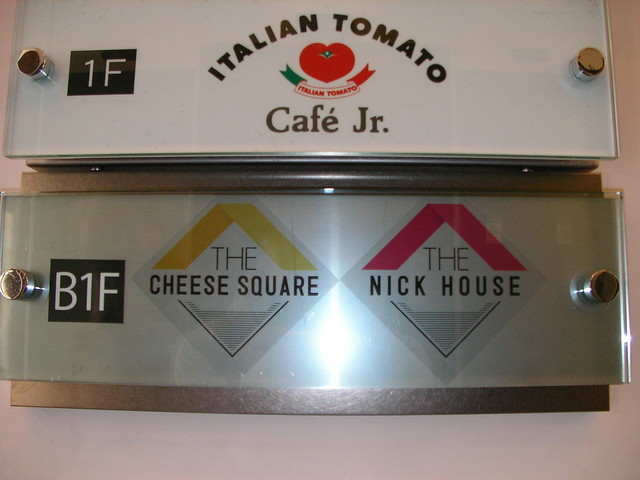 1F
ITALIAN TOMATO
ITALIAN TOMATO
Café Jr.
B1F
THE
CHEESE SQUARE
THE
NICK HOUSE